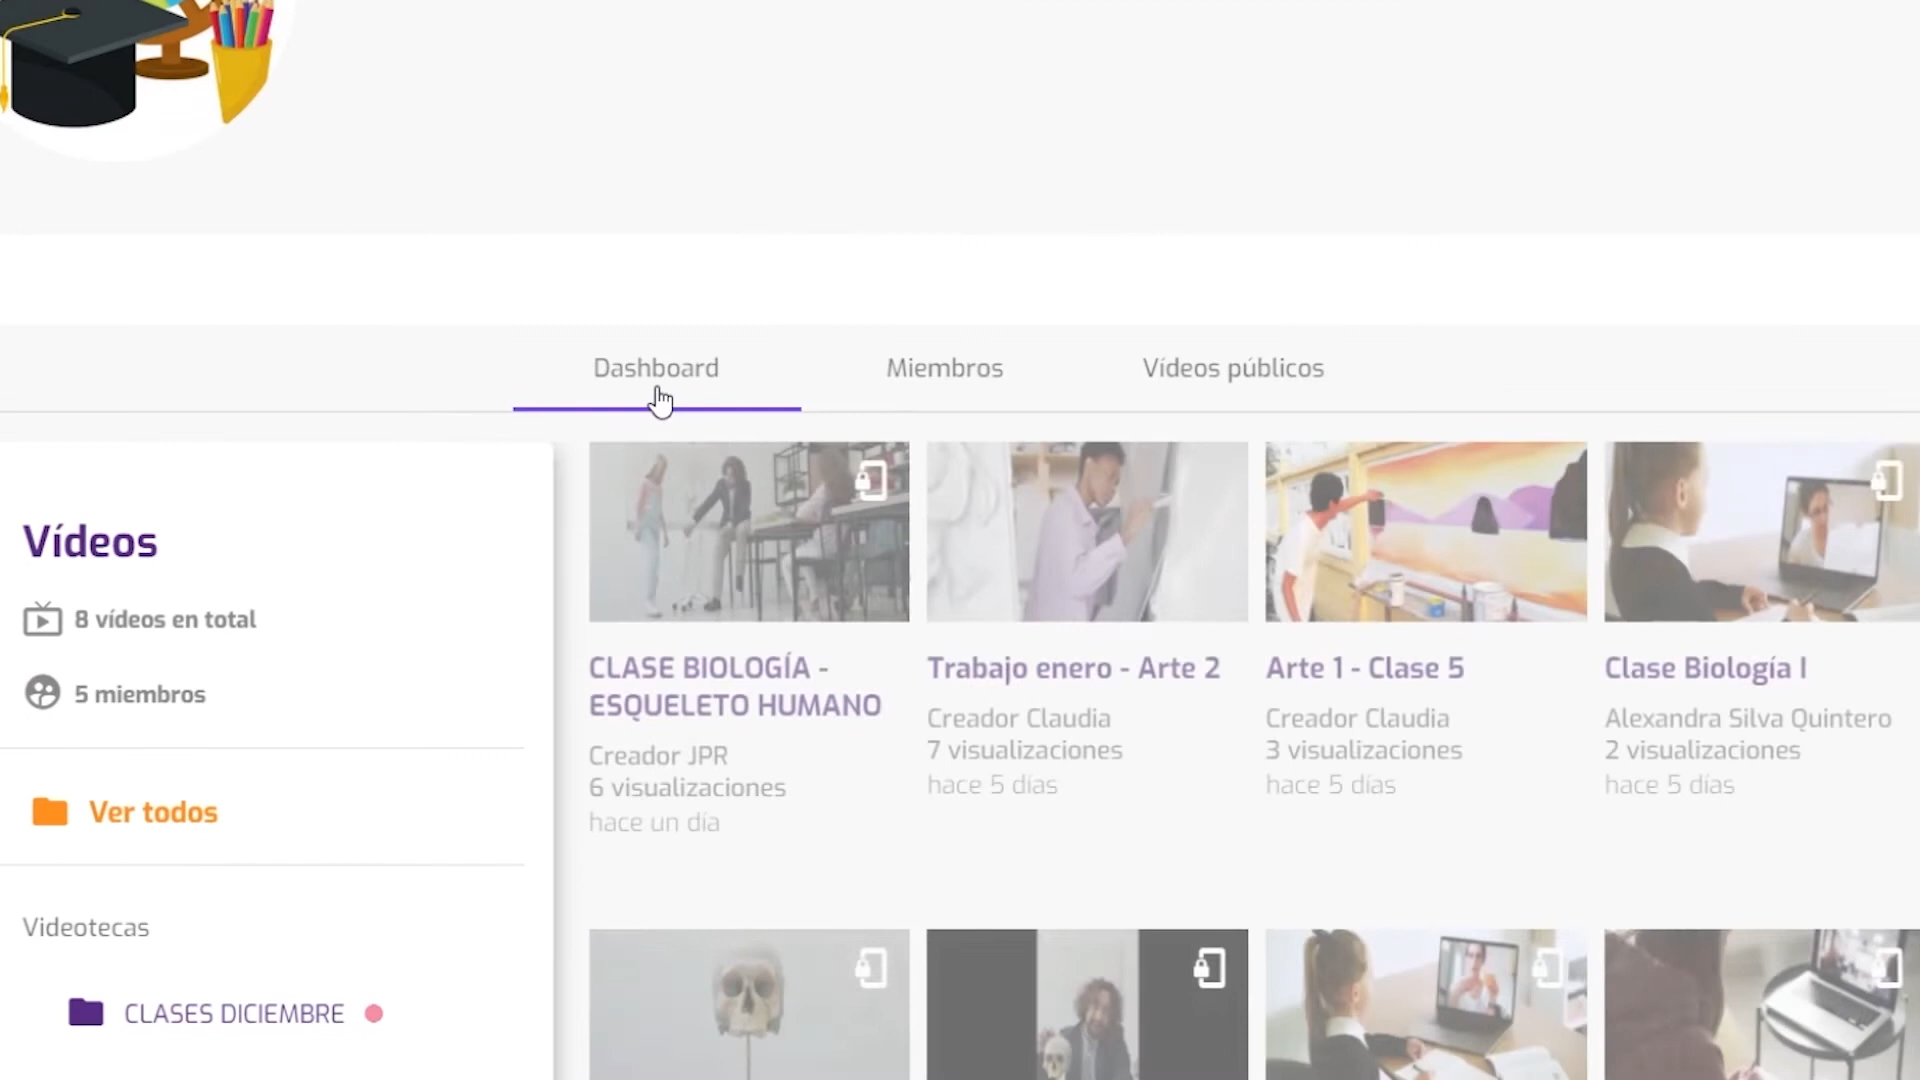 Dashboard
Miembros
Vídeos públicos
Vídeos
8 vídeos en total
5 miembros
Ver todos
Videotecas
CLASES DICIEMBRE
CLASE BIOLOGÍA -
ESQUELETO HUMANO
Creador JPR
6 visualizaciones
hace un día
Trabajo enero - Arte 2
Creador Claudia
7 visualizaciones
hace 5 días
Arte 1 - Clase 5
Creador Claudia
3 visualizaciones
hace 5 días
Clase Biología I
Alexandra Silva Quintero
2 visualizaciones
hace 5 días